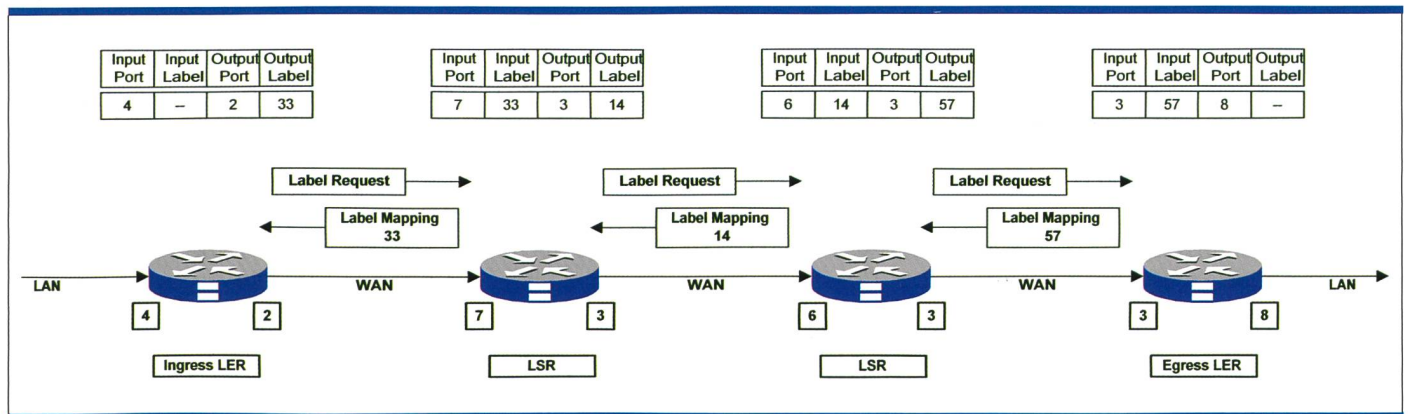 Input Port Input Label Output Port Output Label
4 -- 2 33
Input Port Input Label Output Port Output Label
7 33 3 14
Input Port Input Label Output Port Output Label
6 14 3 57
Input Port Input Label Output Port Output Label
3 57 8 --
Label Request
Label Request
Label Request
Label Mapping
33
Label Mapping
14
Label Mapping
57
LAN
WAN
WAN
WAN
LAN
4
2
7
3
6
3
3
8
Ingress LER
LSR
LSR
Egress LER